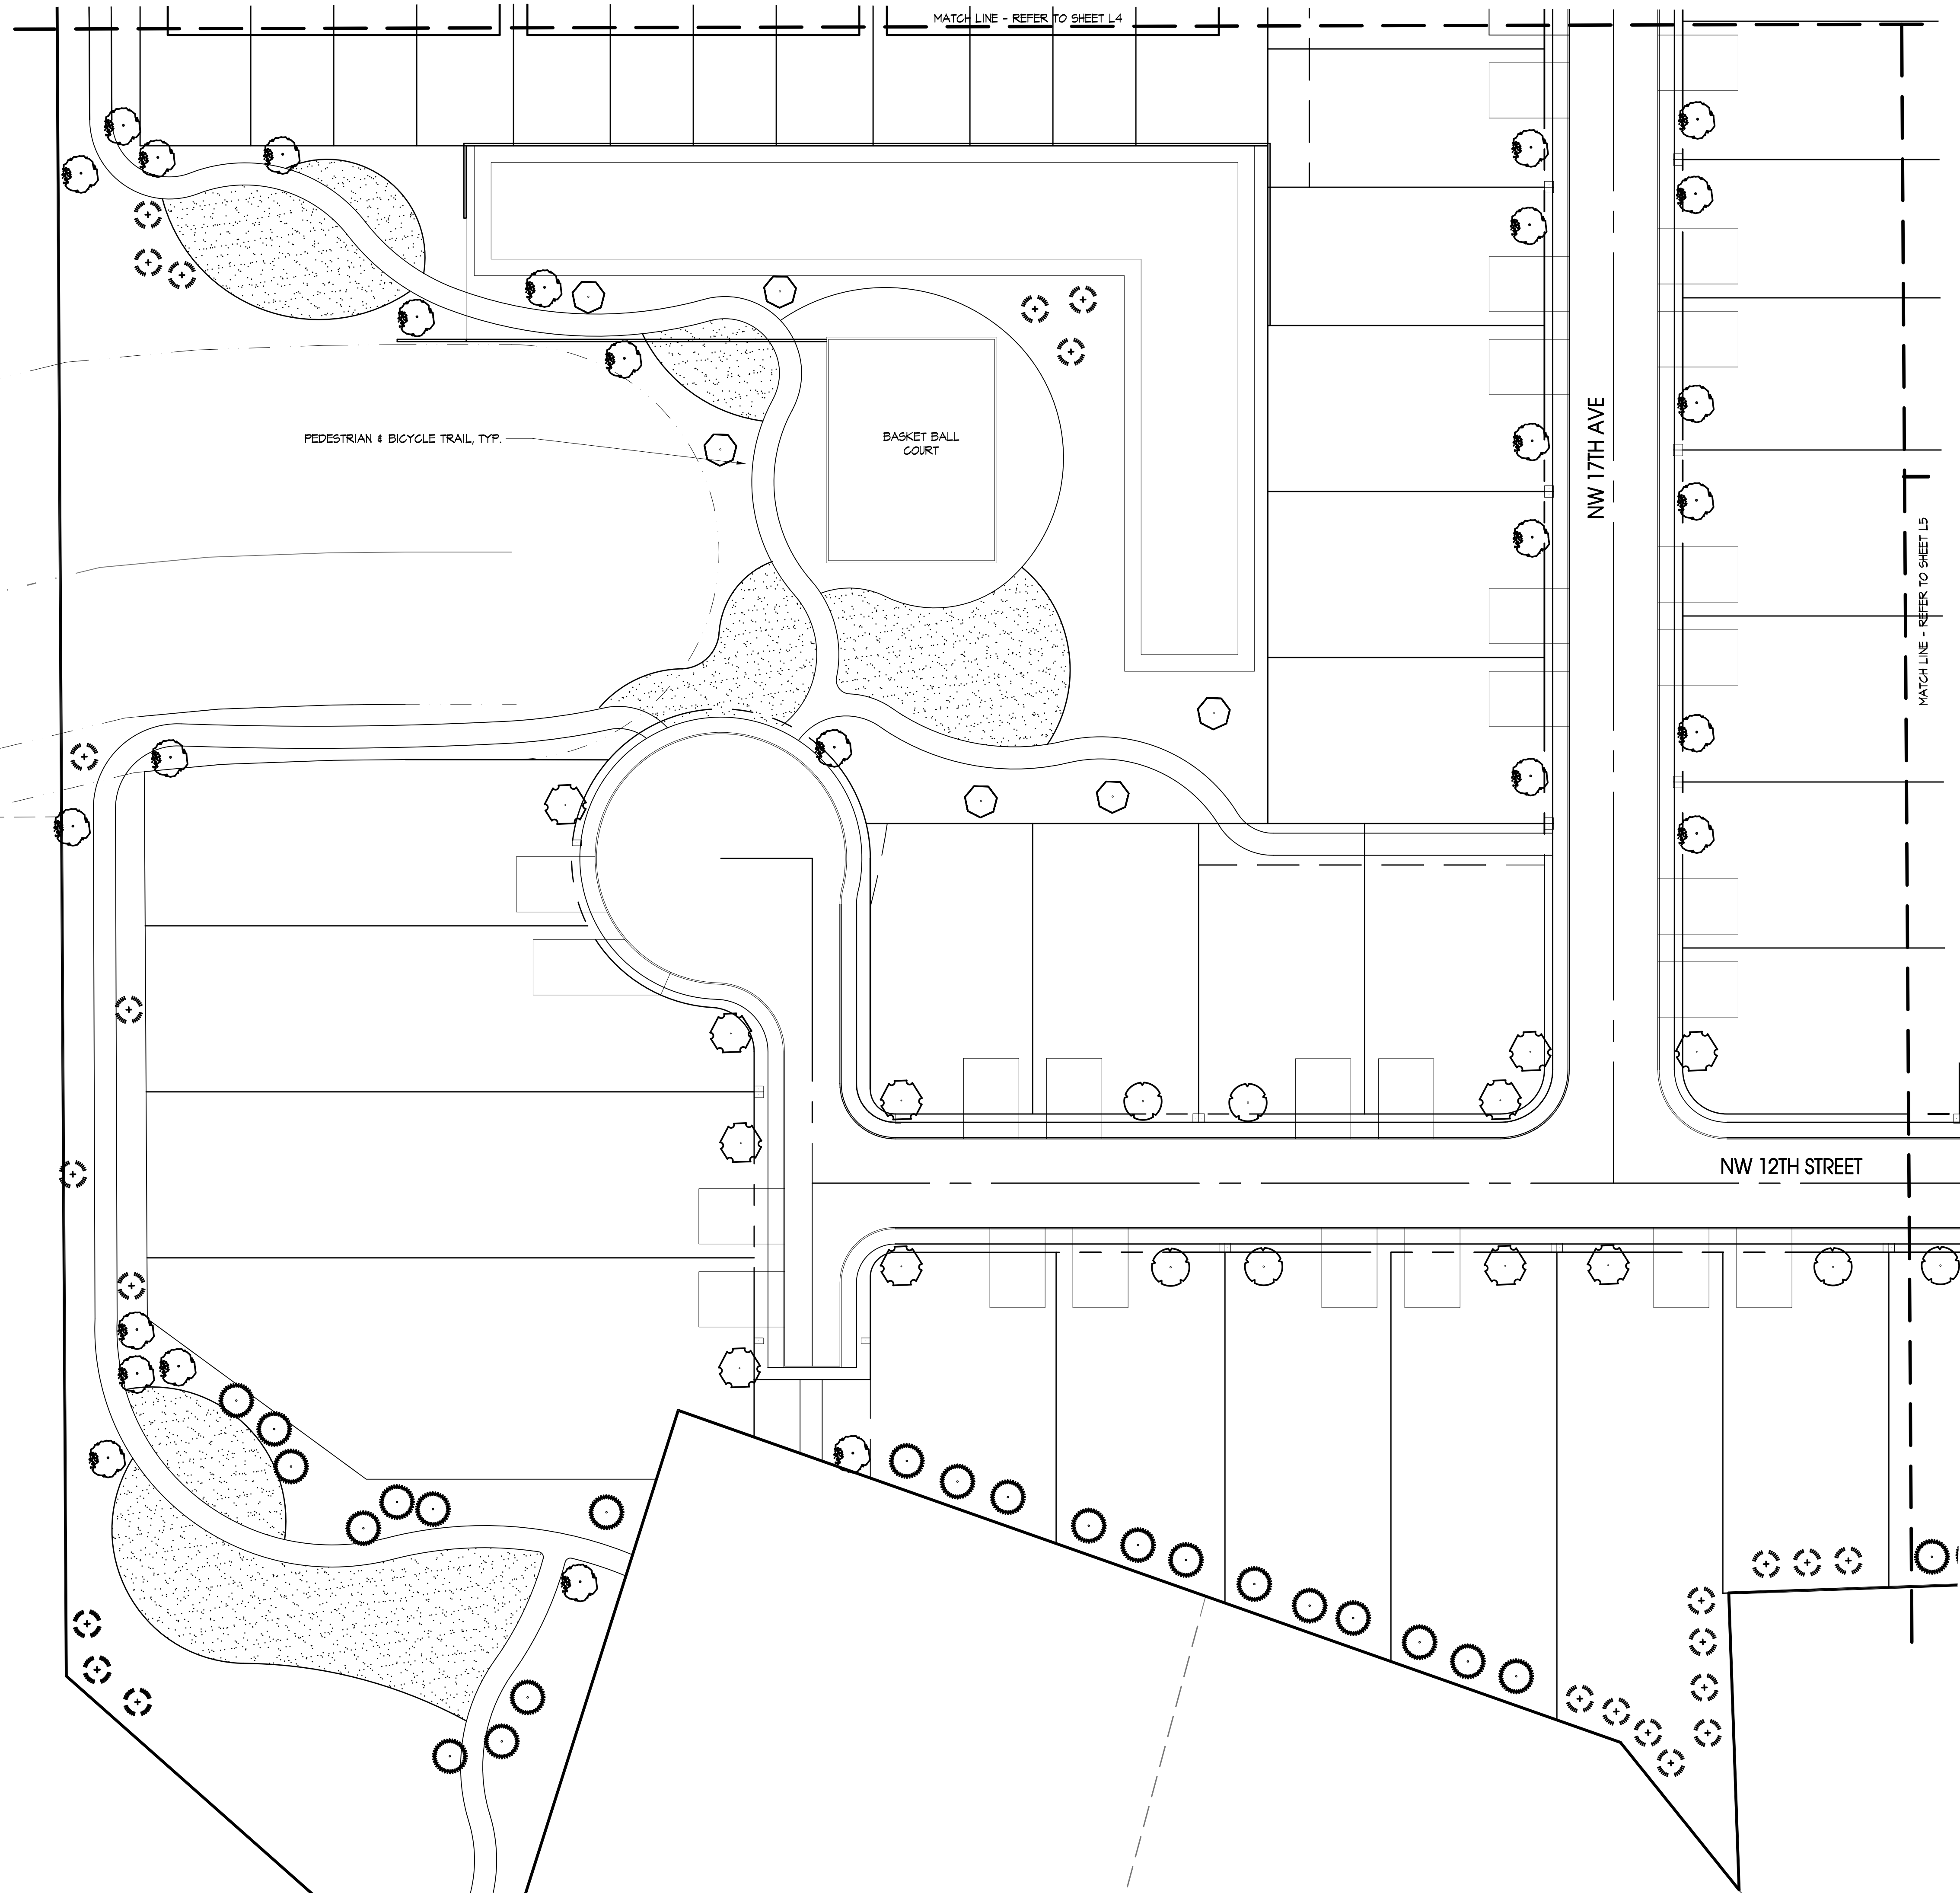 MATCH LINE - REFER TO SHEET L4
PEDESTRIAN & BICYCLE TRAIL, TYP.
BASKET BALL
COURT
NW 17TH AVE
MATCH LINE - REFER TO SHEET L5
NW 12TH STREET